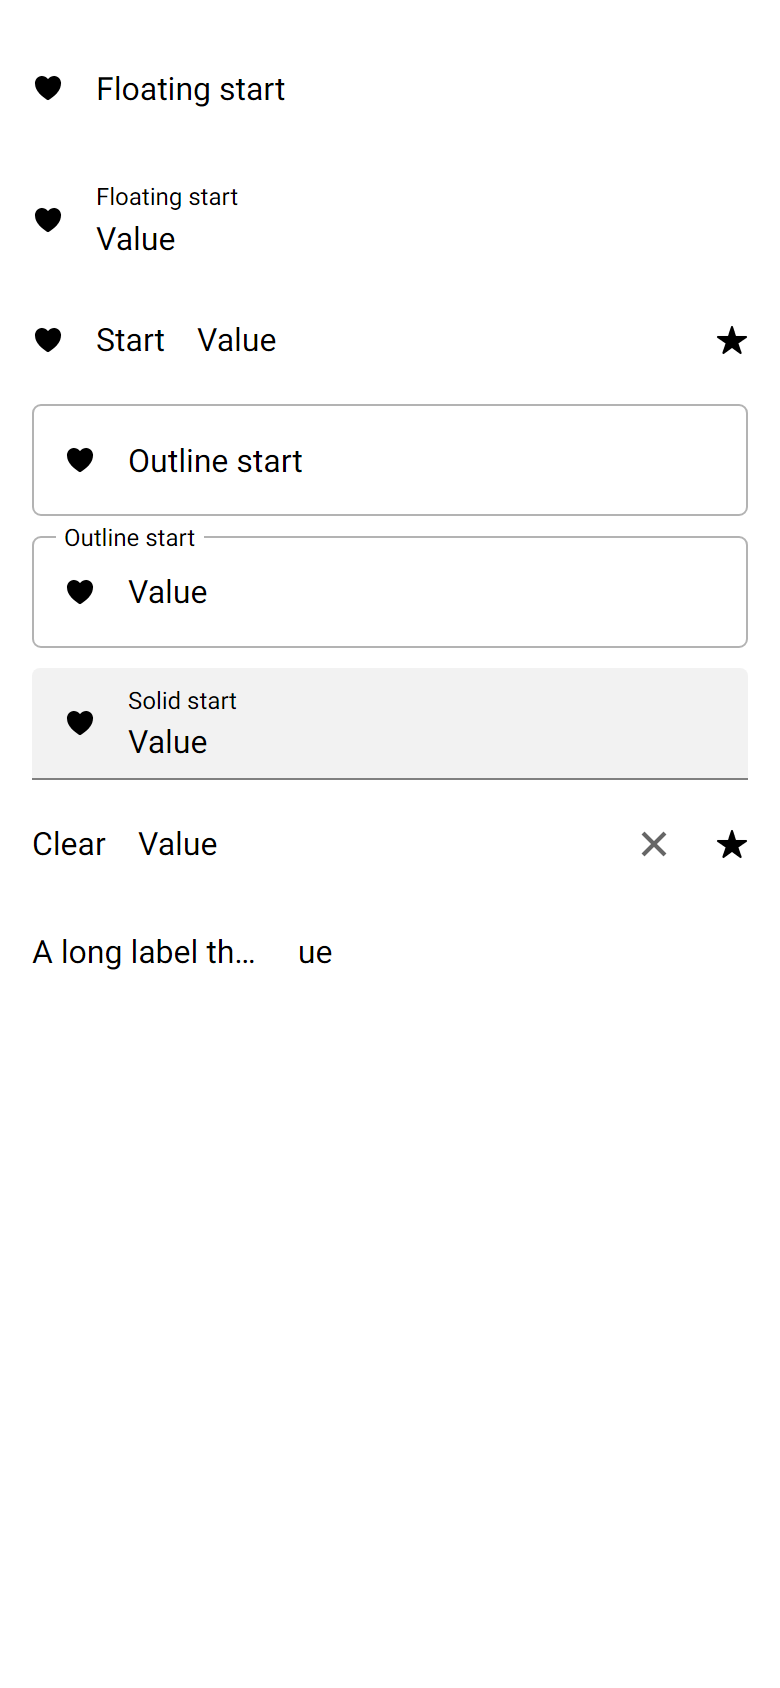 Floating start
Floating start
Value
Start Value
Outline start
Outline start
Value
Solid start
Value
Clear Value
A long label th... ue